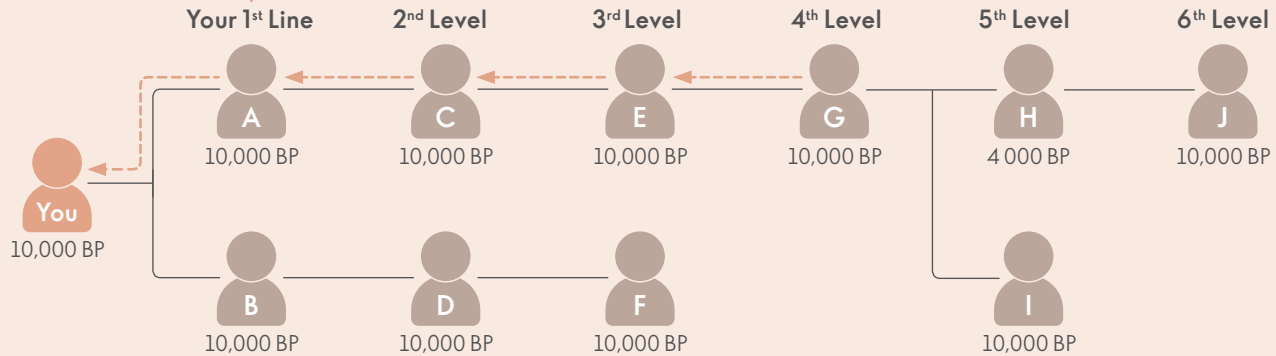 Your 1st Line 2nd Level 3rd Level 4th Level 5th Level 6th Level
A C E G H J
10,000 BP 10,000 BP 10,000 BP 10,000 BP 4 000 BP 10,000 BP
You
10,000 BP
B D F I
10,000 BP 10,000 BP 10,000 BP 10,000 BP